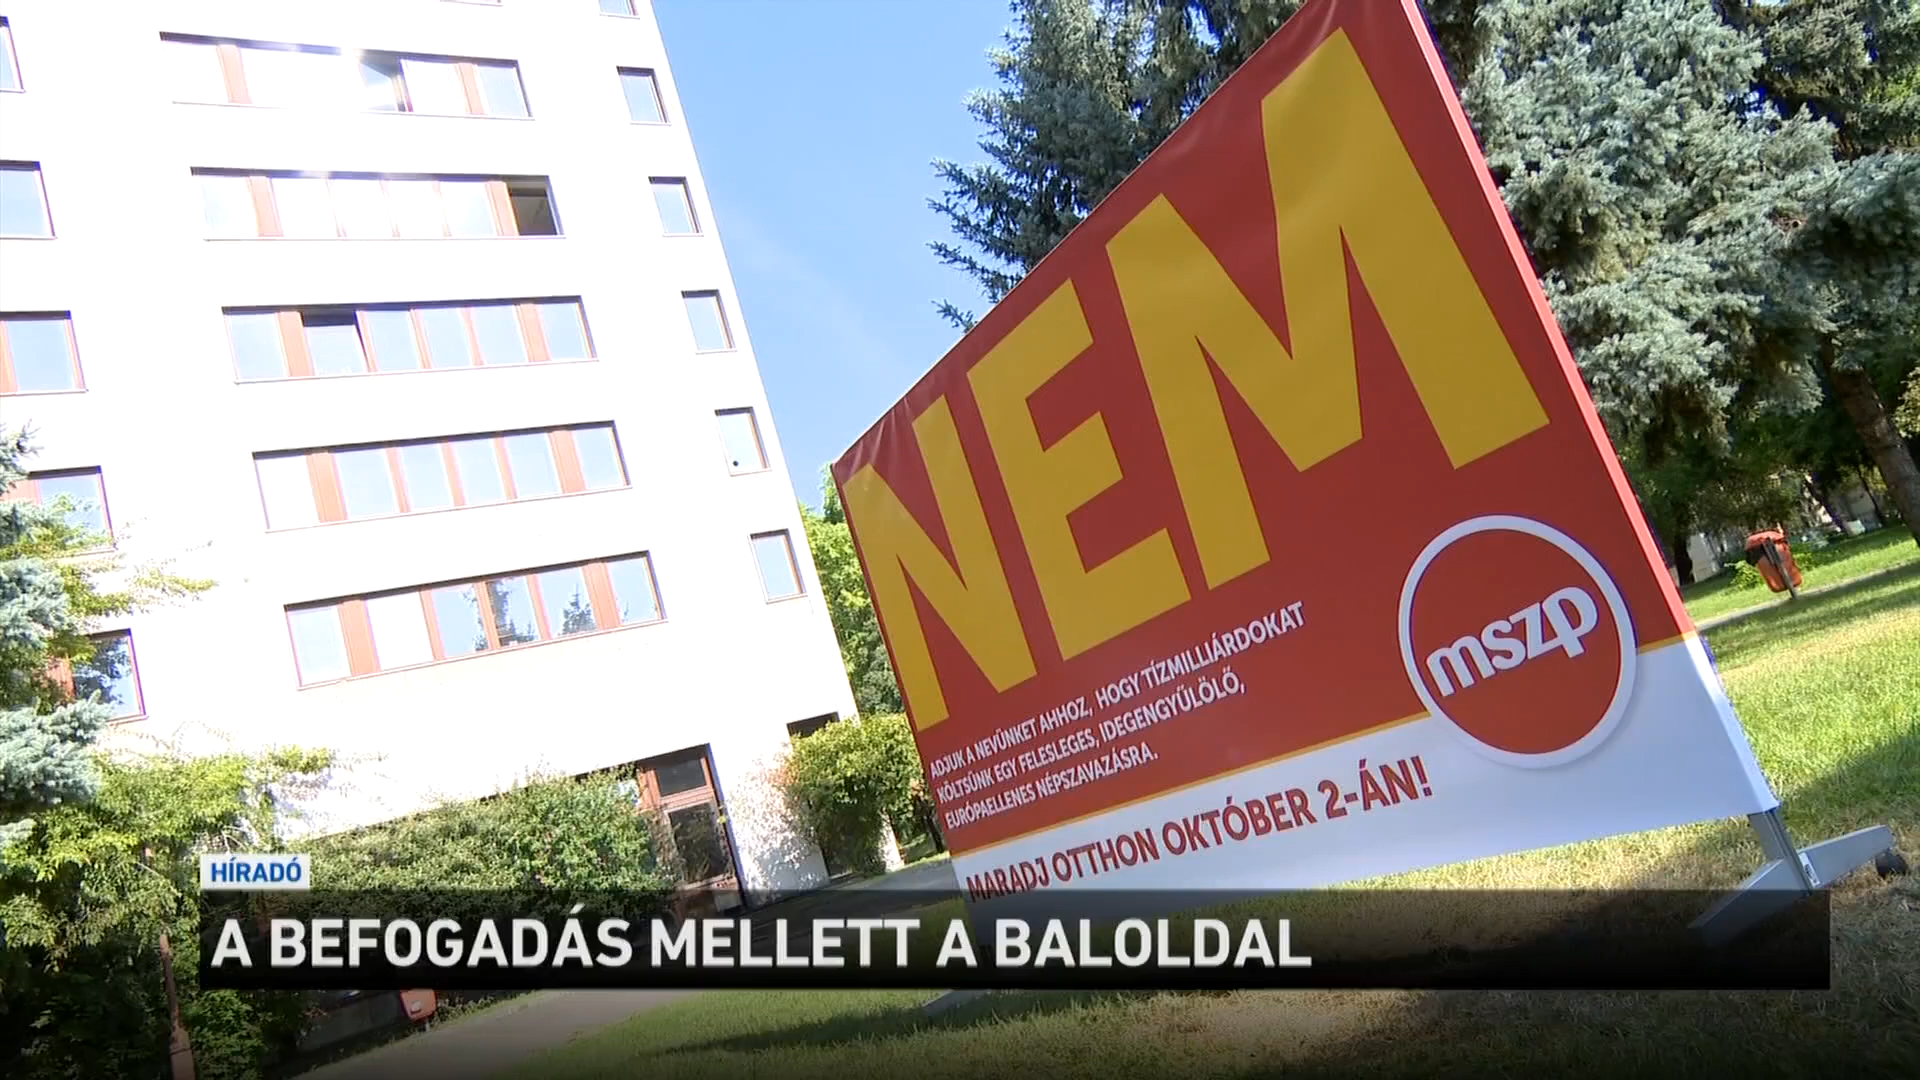 NEM
ADJUK A NEVÜNKET AHHOZ, HOGY TÍZMILLIÁRDOKAT
KÖLTSÜNK EGY FELESLEGES, IDEGENGYŰLÖLŐ,
EURÓPAELLENES NÉPSZAVAZÁSRA.
mszp
MARADJ OTTHON OKTÓBER 2-ÁN!
HÍRADÓ
A BEFOGADÁS MELLETT A BALOLDAL